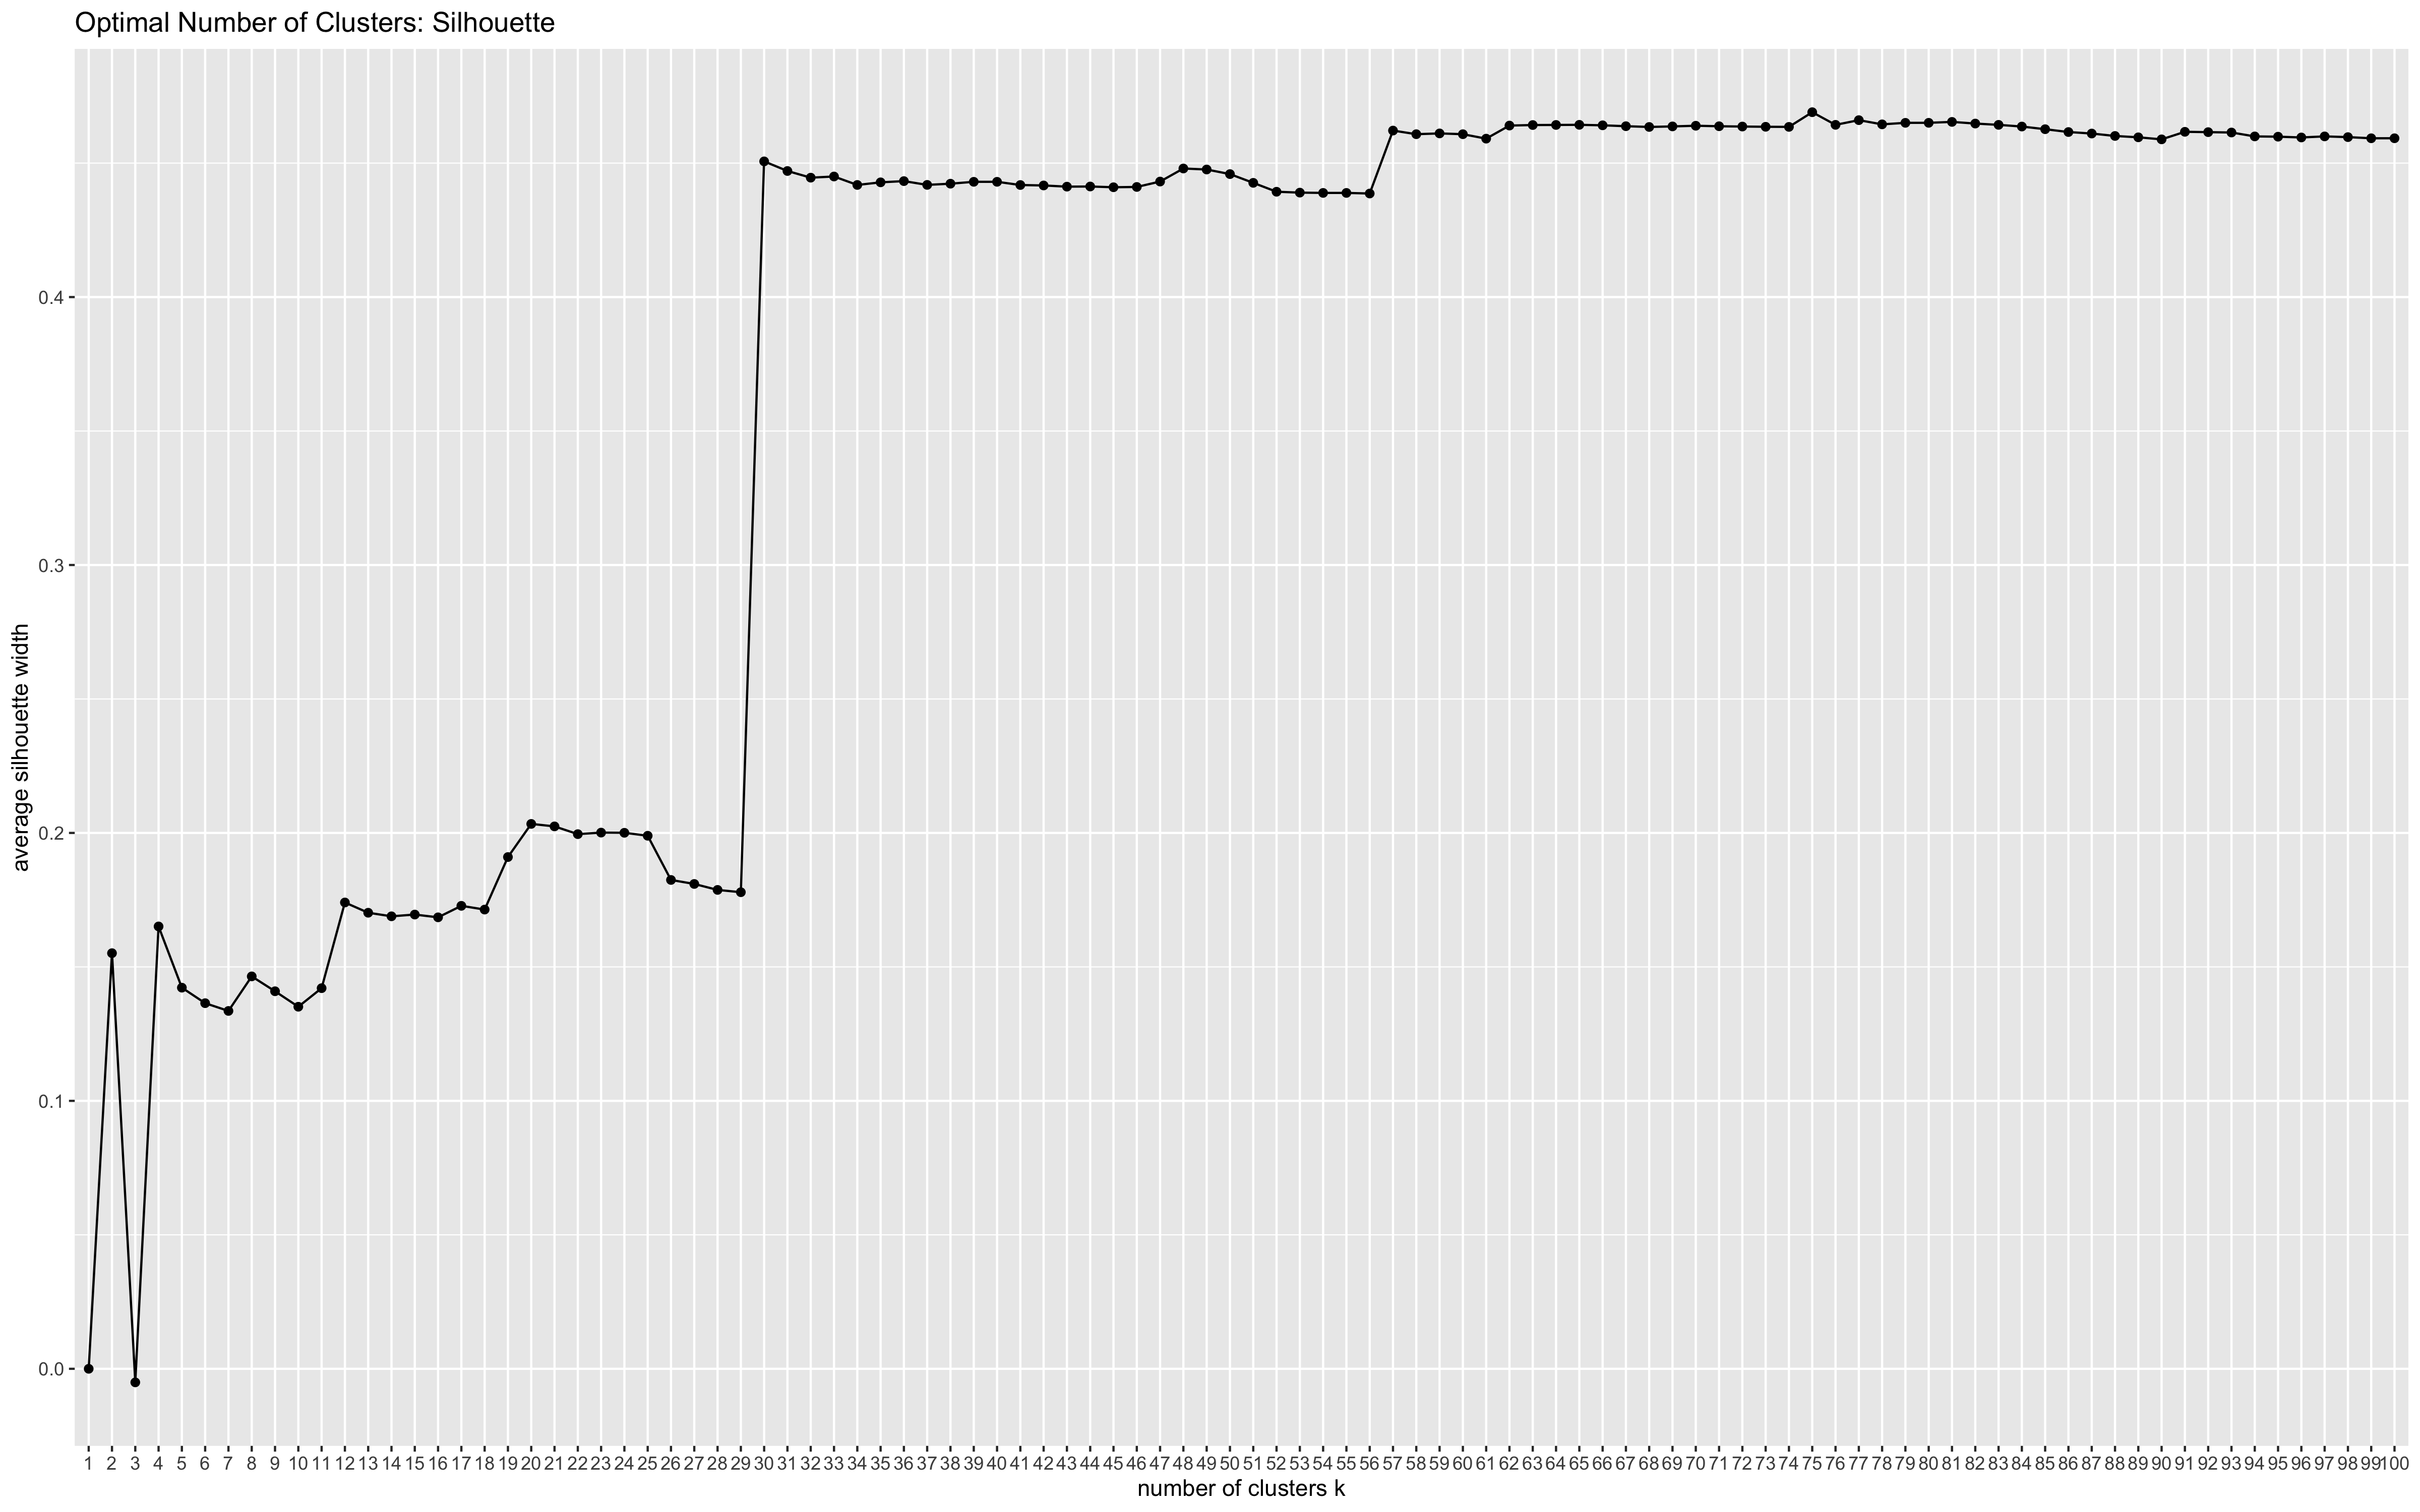 Optimal Number of Clusters: Silhouette
average silhouette width
0.4
0.3
0.2
0.1
0.0
1 2 3 4 5 6 7 8 9 10 11 12 13 14 15 16 17 18 19 20 21 22 23 24 25 26 27 28 29 30 31 32 33 34 35 36 37 38 39 40 41 42 43 44 45 46 47 48 49 50 51 52 53 54 55 56 57 58 59 60 61 62 63 64 65 66 67 68 69 70 71 72 73 74 75 76 77 78 79 80 81 82 83 84 85 86 87 88 89 90 91 92 93 94 95 96 97 98 99 100
number of clusters k